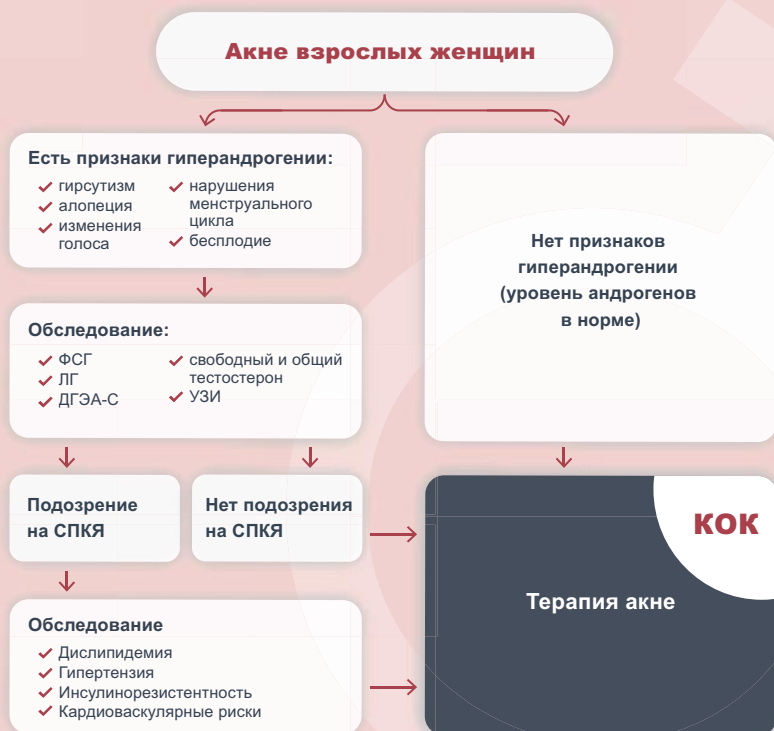 Акне взрослых женщин
Есть признаки гиперандрогении:
гирсутизм
алопеция
изменения
голоса
нарушения
менструального
цикла
бесплодие
Нет признаков
гиперандрогении
(уровень андрогенов
в норме)
Обследование:
ФСГ
ЛГ
ДГЭА-С
свободный и общий
тестостерон
УЗИ
Подозрение
на СПКЯ
Нет подозрения
на СПКЯ
КОК
Терапия акне
Обследование
Дислипидемия
Гипертензия
Инсулинорезистентность
Кардиоваскулярные риски